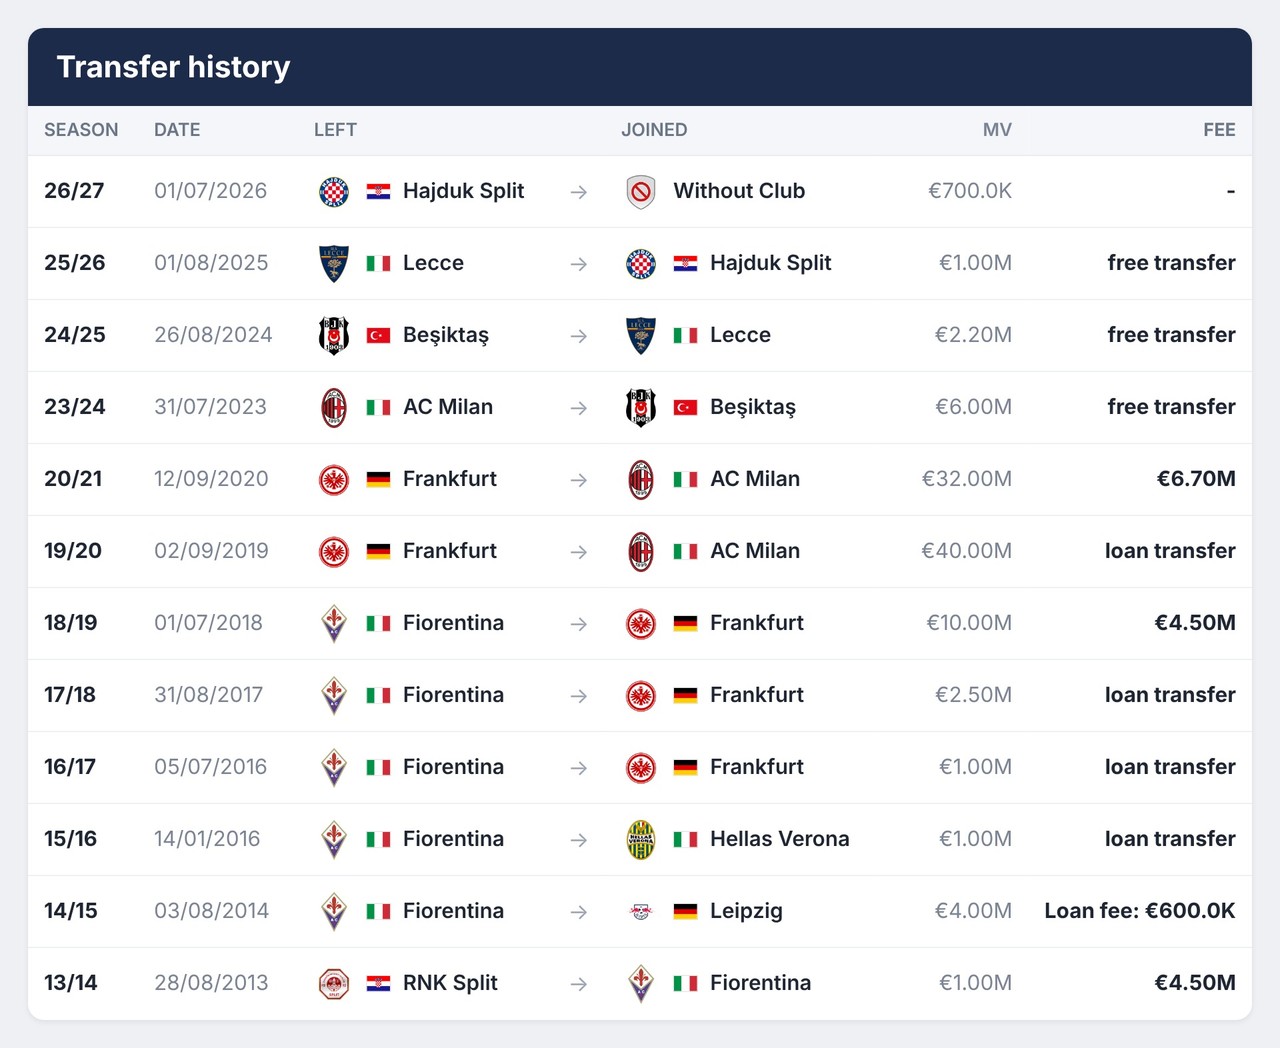 Transfer history
SEASON DATE LEFT JOINED MV FEE
26/27 01/07/2026 Hajduk Split → Without Club €700.0K -
25/26 01/08/2025 Lecce → Hajduk Split €1.00M free transfer
24/25 26/08/2024 Beşiktaş → Lecce €2.20M free transfer
23/24 31/07/2023 AC Milan → Beşiktaş €6.00M free transfer
20/21 12/09/2020 Frankfurt → AC Milan €32.00M €6.70M
19/20 02/09/2019 Frankfurt → AC Milan €40.00M loan transfer
18/19 01/07/2018 Fiorentina → Frankfurt €10.00M €4.50M
17/18 31/08/2017 Fiorentina → Frankfurt €2.50M loan transfer
16/17 05/07/2016 Fiorentina → Frankfurt €1.00M loan transfer
15/16 14/01/2016 Fiorentina → Hellas Verona €1.00M loan transfer
14/15 03/08/2014 Fiorentina → Leipzig €4.00M Loan fee: €600.0K
13/14 28/08/2013 RNK Split → Fiorentina €1.00M €4.50M